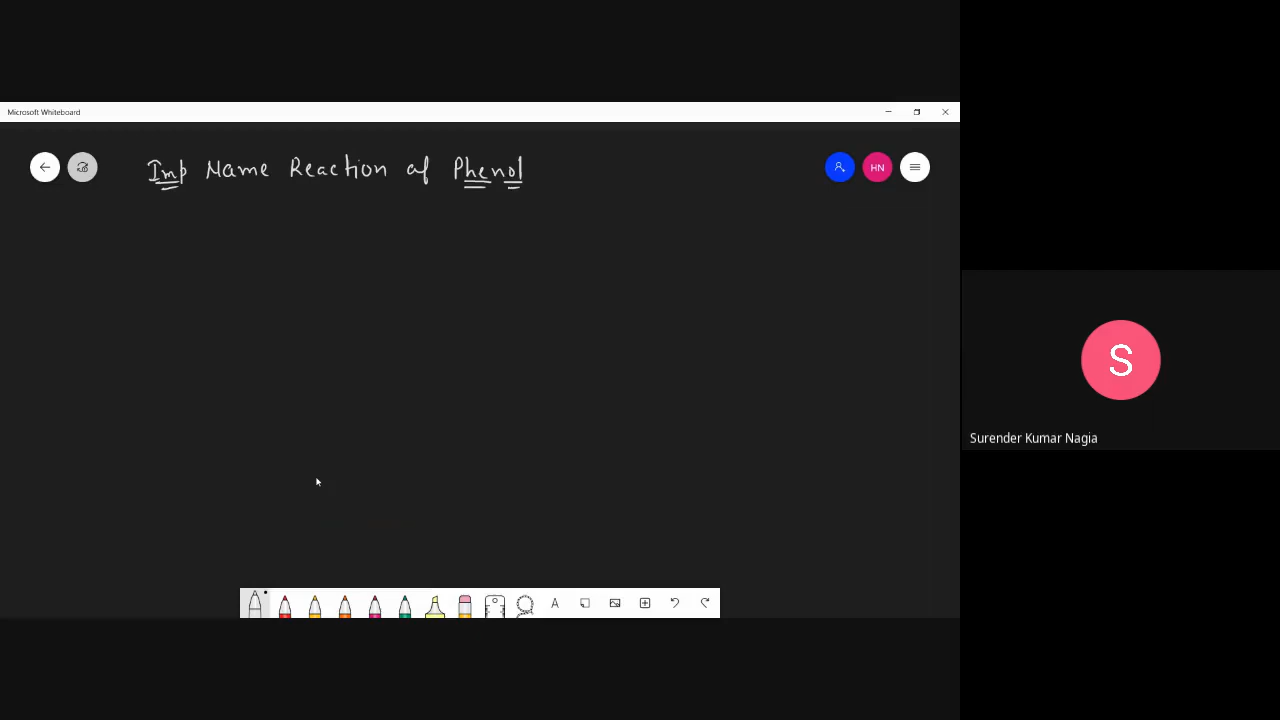 Microsoft Whiteboard
Imp Name Reaction of Phenol
HN
S
Surender Kumar Nagia
A